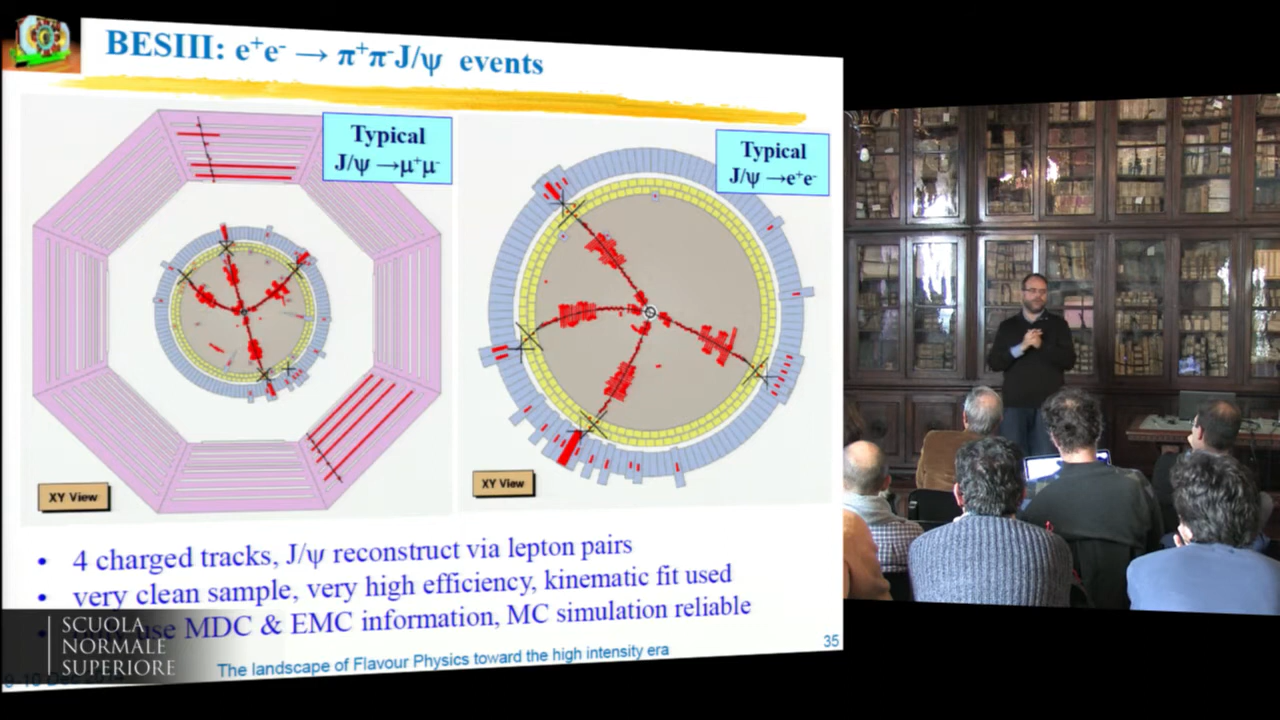 BESIII: e⁺e⁻ → π⁺π⁻J/ψ events
Typical
J/ψ →μ⁺μ⁻
Typical
J/ψ →e⁺e⁻
XY View
XY View
• 4 charged tracks, J/ψ reconstruct via lepton pairs
• very clean sample, very high efficiency, kinematic fit used
• use MDC & EMC information, MC simulation reliable
SCUOLA
NORMALE
SUPERIORE
The landscape of Flavour Physics toward the high intensity era
35